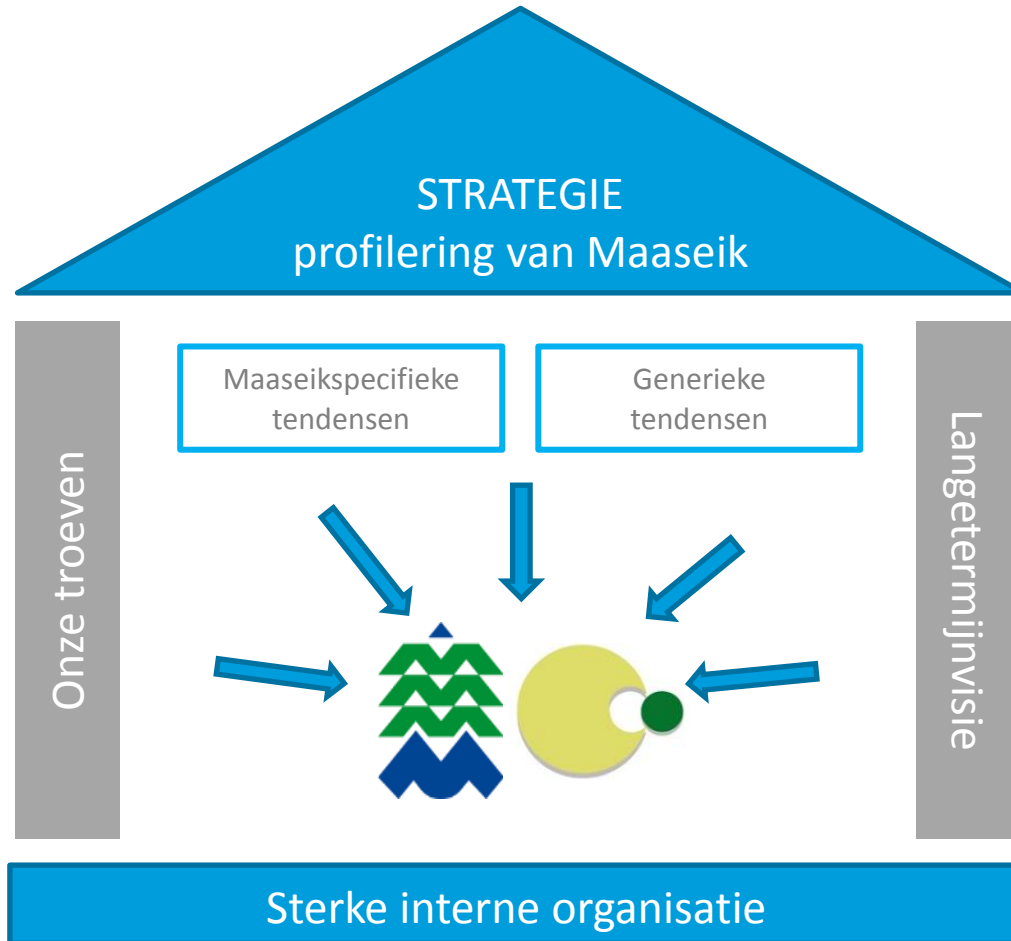 STRATEGIE
profilering van Maaseik
Maaseikspecifieke
tendensen
Generieke
tendensen
Onze troeven
Langetermijnvisie
Sterke interne organisatie